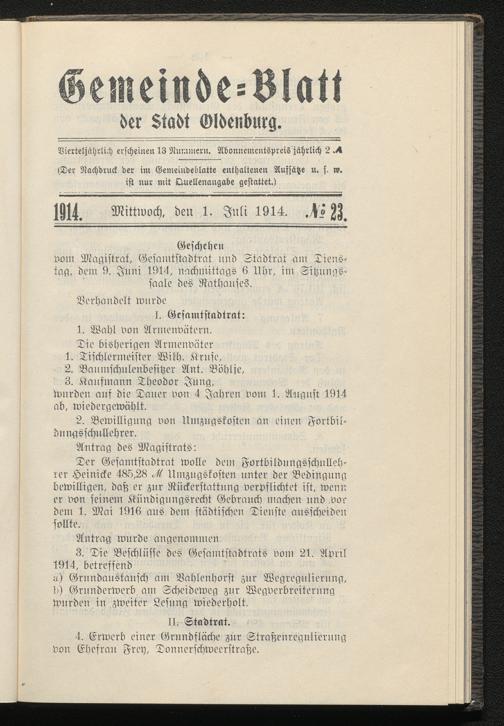 Gemeinde-Blatt
der Stadt Oldenburg.
Vierteljährlich erscheinen 13 Nummern. Abonnementspreis jährlich 2 ℳ
(Der Nachdruck der im Gemeindeblatte enthaltenen Aufsätze u. s. w.
ist nur mit Quellenangabe gestattet.)
1914. Mittwoch, den 1. Juli 1914. № 23.
Geschehen
vom Magistrat, Gesamtstadtrat und Stadtrat am Diens-
tag, dem 9. Juni 1914, nachmittags 6 Uhr, im Sitzungs-
saale des Rathauses.
Verhandelt wurde
I. Gesamtstadtrat:
1. Wahl von Armenvätern.
Die bisherigen Armenväter
1. Tischlermeister Wilh. Kruse,
2. Baumschulenbesitzer Ant. Böhlje,
3. Kaufmann Theodor Jung,
wurden auf die Dauer von 4 Jahren vom 1. August 1914
ab, wiedergewählt.
2. Bewilligung von Umzugskosten an einen Fortbil-
dungsschullehrer.
Antrag des Magistrats:
Der Gesamtstadtrat wolle dem Fortbildungsschulleh-
rer Heinicke 485,28 ℳ Umzugskosten unter der Bedingung
bewilligen, daß er zur Rückerstattung verpflichtet ist, wenn
er von seinem Kündigungsrecht Gebrauch machen und vor
dem 1. Mai 1916 aus dem städtischen Dienste ausscheiden
sollte.
Antrag wurde angenommen.
3. Die Beschlüsse des Gesamtstadtrats vom 21. April
1914, betreffend
a) Grundaustausch am Vahlenhorst zur Wegregulierung,
b) Grunderwerb am Scheideweg zur Wegverbreiterung
wurden in zweiter Lesung wiederholt.
II. Stadtrat.
4. Erwerb einer Grundfläche zur Straßenregulierung
von Ehefrau Frey, Donnerschweerstraße.